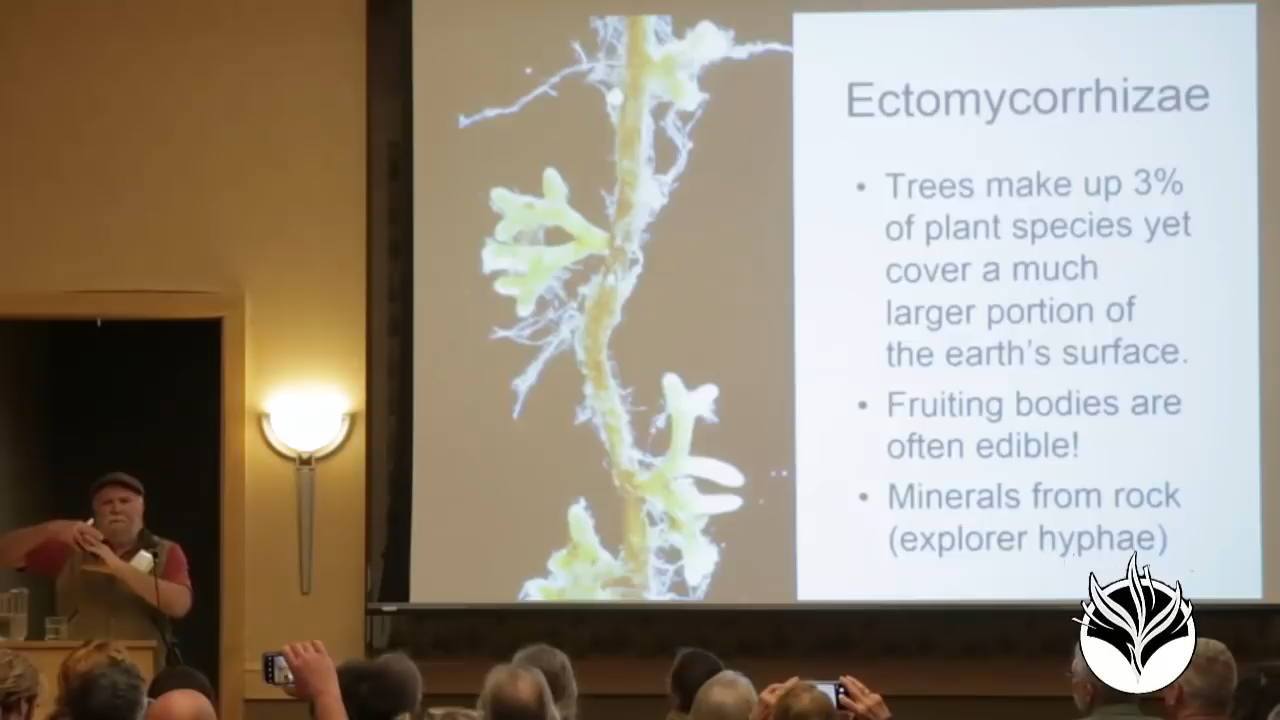 Ectomycorrhizae
• Trees make up 3%
of plant species yet
cover a much
larger portion of
the earth's surface.
• Fruiting bodies are
often edible!
• Minerals from rock
(explorer hyphae)